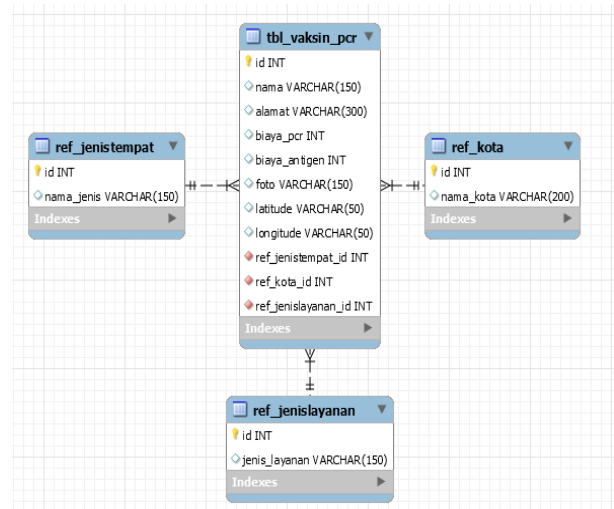 tbl_vaksin_pcr
id INT
nama VARCHAR(150)
alamat VARCHAR(300)
biaya_pcr INT
biaya_antigen INT
foto VARCHAR(150)
latitude VARCHAR(50)
longitude VARCHAR(50)
ref_jenistempat_id INT
ref_kota_id INT
ref_jenislayanan_id INT
Indexes
ref_jenistempat
id INT
nama_jenis VARCHAR(150)
Indexes
ref_kota
id INT
nama_kota VARCHAR(200)
Indexes
ref_jenislayanan
id INT
jenis_layanan VARCHAR(150)
Indexes